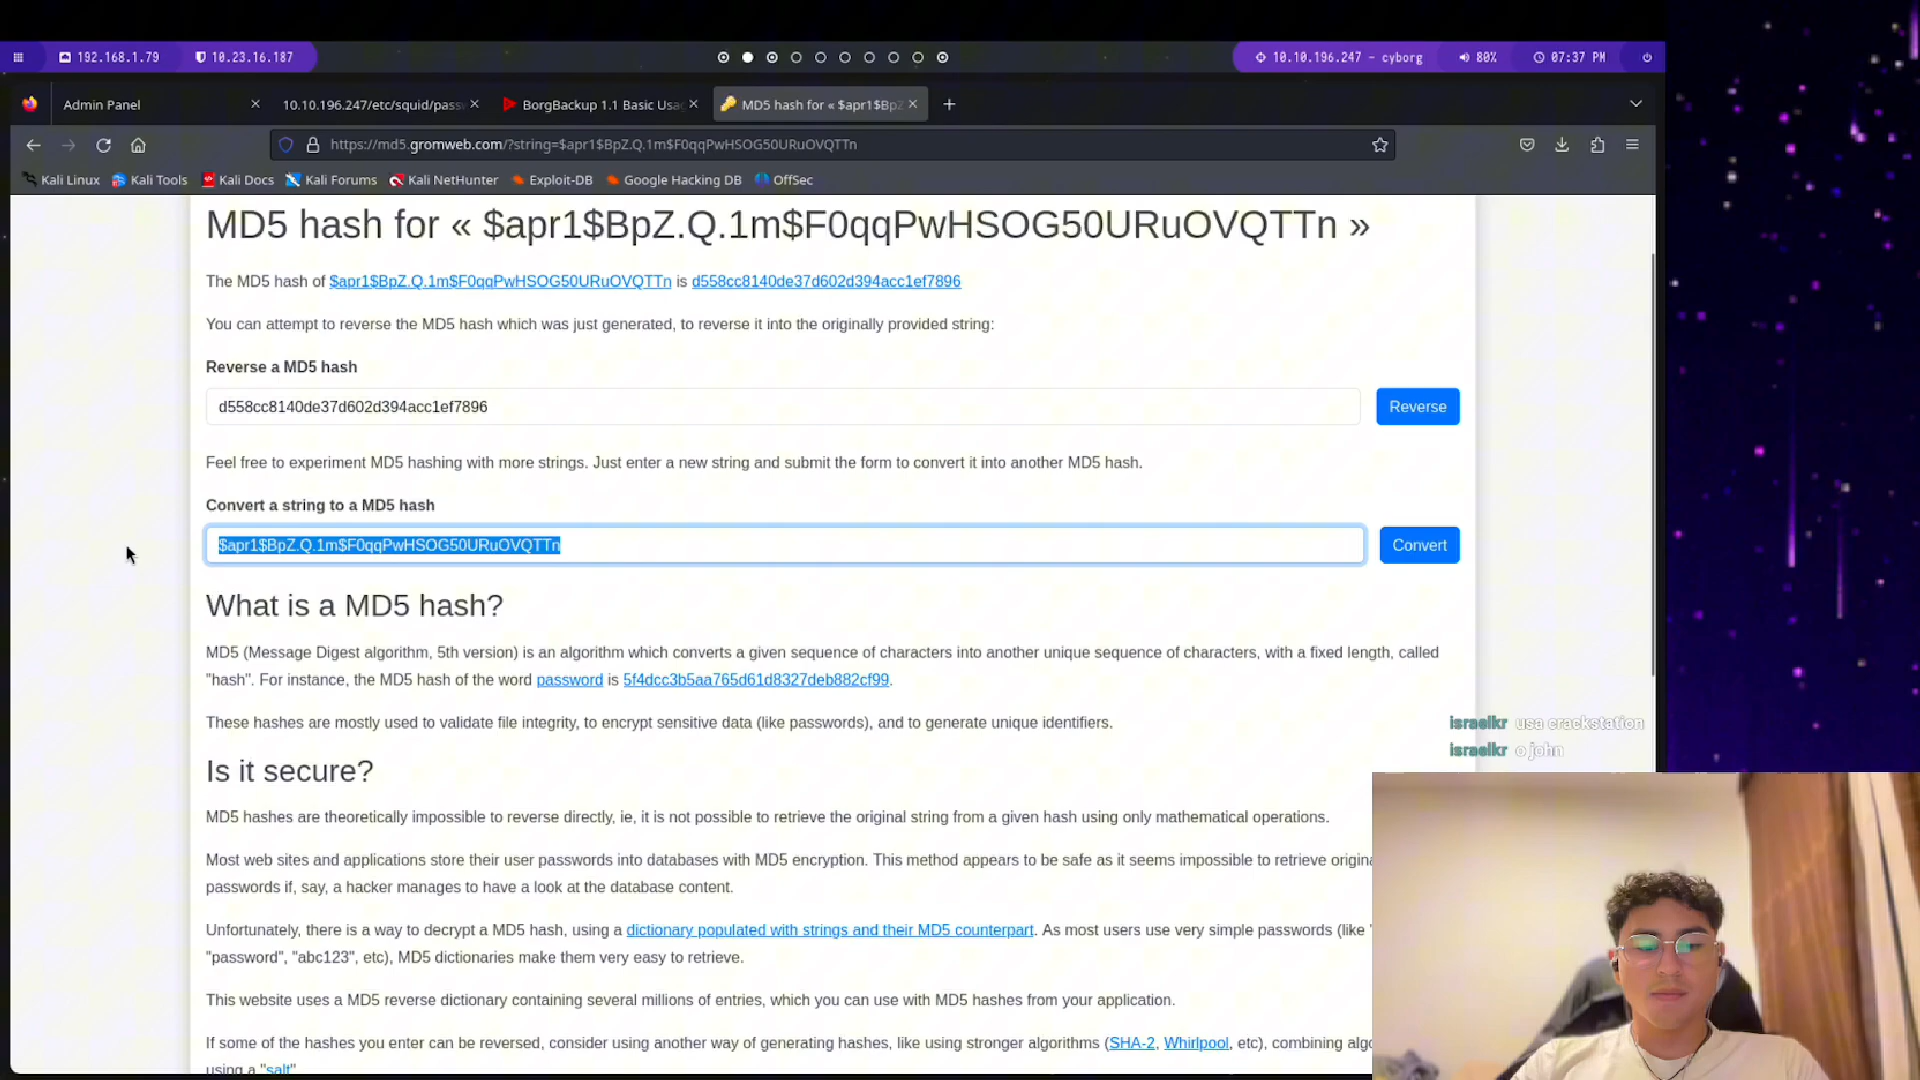 192.168.1.79
10.23.16.187
10.10.196.247 - cyborg
80%
07:37 PM
Admin Panel
10.10.196.247/etc/squid/pass
BorgBackup 1.1 Basic Usa
MD5 hash for « $apr1$BpZ
https://md5.gromweb.com/?string=$apr1$BpZ.Q.1m$F0qqPwHSOG50URuOVQTTn
Kali Linux
Kali Tools
Kali Docs
Kali Forums
Kali NetHunter
Exploit-DB
Google Hacking DB
OffSec
MD5 hash for « $apr1$BpZ.Q.1m$F0qqPwHSOG50URuOVQTTn »
The MD5 hash of $apr1$BpZ.Q.1m$F0qqPwHSOG50URuOVQTTn is d558cc8140de37d602d394acc1ef7896
You can attempt to reverse the MD5 hash which was just generated, to reverse it into the originally provided string:
Reverse a MD5 hash
d558cc8140de37d602d394acc1ef7896
Reverse
Feel free to experiment MD5 hashing with more strings. Just enter a new string and submit the form to convert it into another MD5 hash.
Convert a string to a MD5 hash
$apr1$BpZ.Q.1m$F0qqPwHSOG50URuOVQTTn
Convert
What is a MD5 hash?
MD5 (Message Digest algorithm, 5th version) is an algorithm which converts a given sequence of characters into another unique sequence of characters, with a fixed length, called
"hash". For instance, the MD5 hash of the word password is 5f4dcc3b5aa765d61d8327deb882cf99.
These hashes are mostly used to validate file integrity, to encrypt sensitive data (like passwords), and to generate unique identifiers.
israelkr usa crackstation
israelkr o john
Is it secure?
MD5 hashes are theoretically impossible to reverse directly, ie, it is not possible to retrieve the original string from a given hash using only mathematical operations.
Most web sites and applications store their user passwords into databases with MD5 encryption. This method appears to be safe as it seems impossible to retrieve origina
passwords if, say, a hacker manages to have a look at the database content.
Unfortunately, there is a way to decrypt a MD5 hash, using a dictionary populated with strings and their MD5 counterpart. As most users use very simple passwords (like "
"password", "abc123", etc), MD5 dictionaries make them very easy to retrieve.
This website uses a MD5 reverse dictionary containing several millions of entries, which you can use with MD5 hashes from your application.
If some of the hashes you enter can be reversed, consider using another way of generating hashes, like using stronger algorithms (SHA-2, Whirlpool, etc), combining algo
using a "salt"